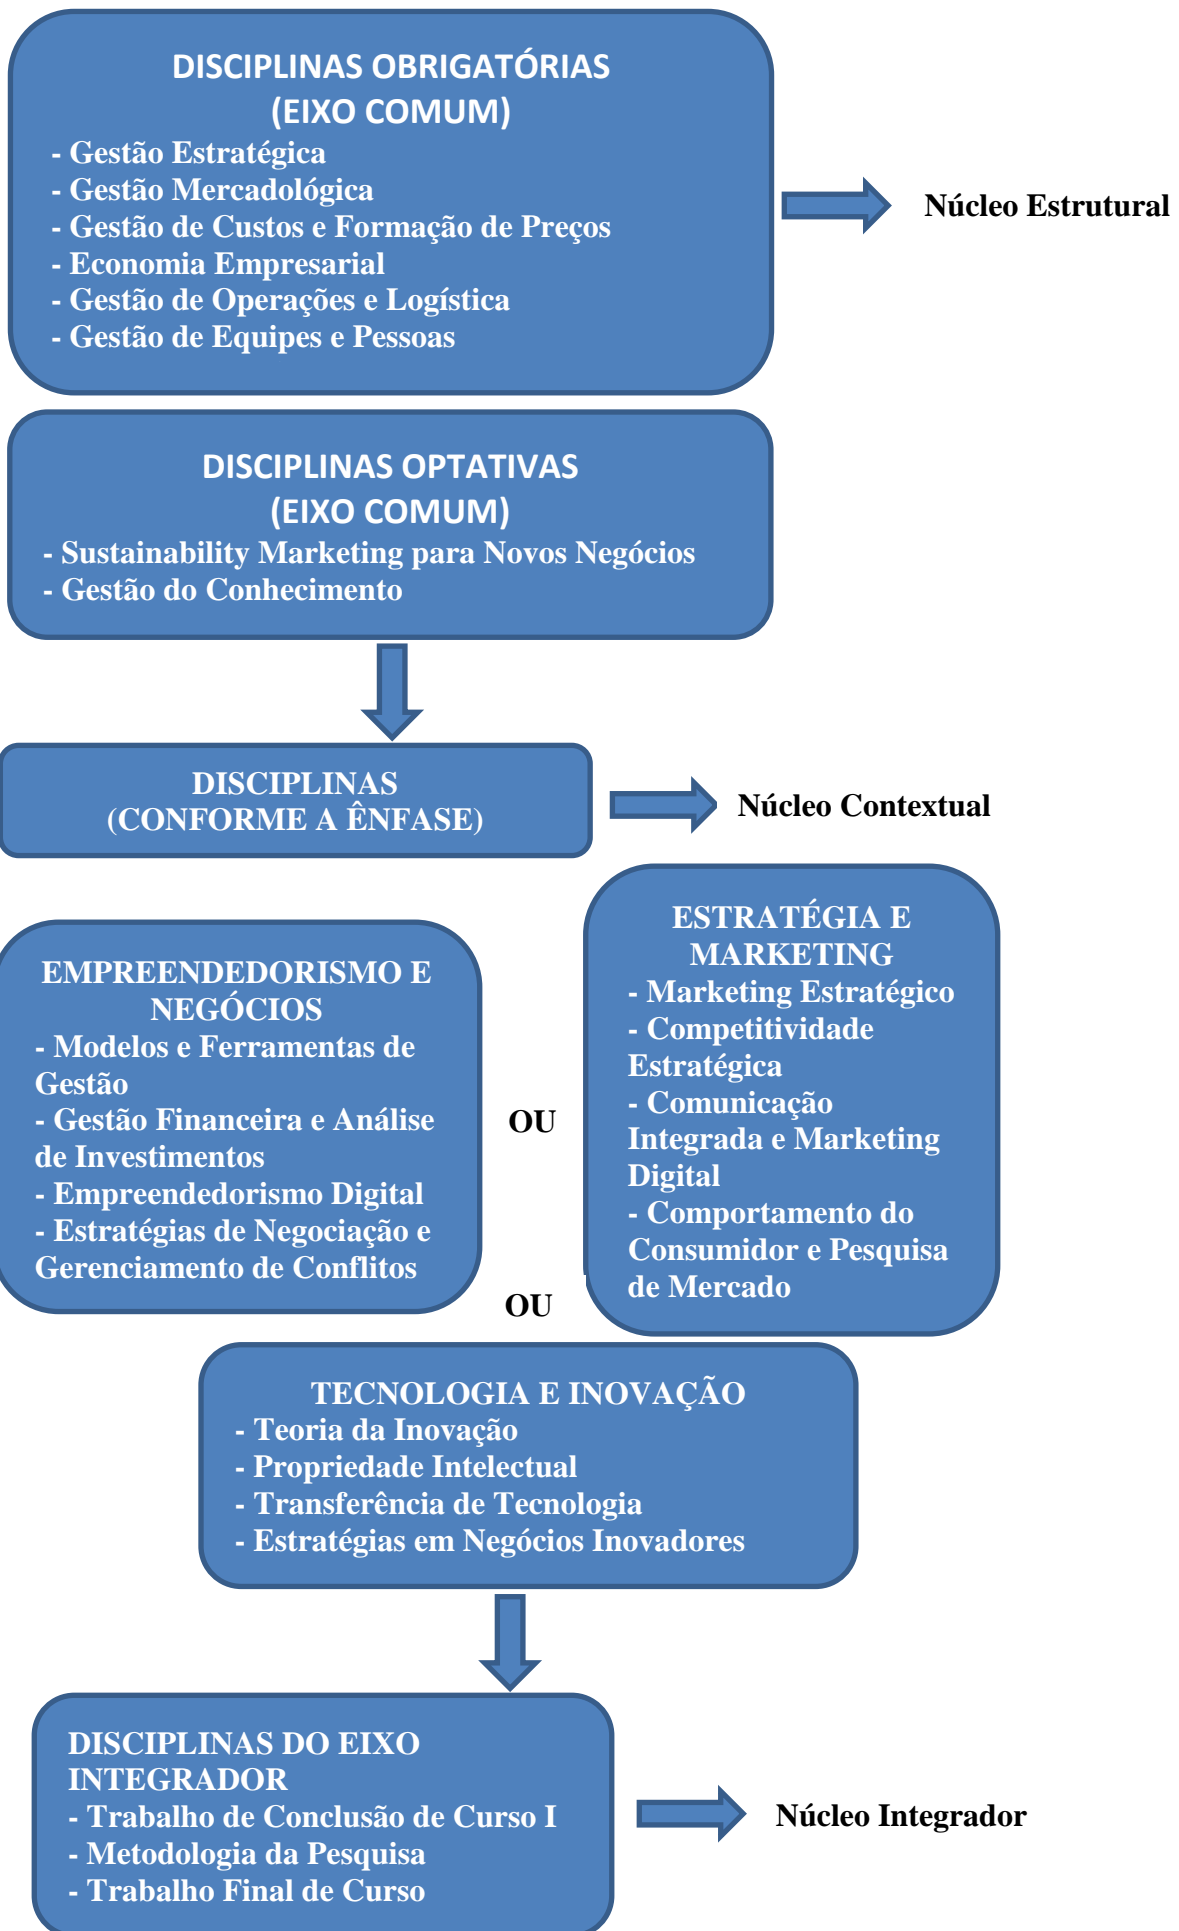 DISCIPLINAS OBRIGATÓRIAS
(EIXO COMUM)
- Gestão Estratégica
- Gestão Mercadológica
- Gestão de Custos e Formação de Preços
- Economia Empresarial
- Gestão de Operações e Logística
- Gestão de Equipes e Pessoas
Núcleo Estrutural
DISCIPLINAS OPTATIVAS
(EIXO COMUM)
- Sustainability Marketing para Novos Negócios
- Gestão do Conhecimento
DISCIPLINAS
(CONFORME A ÊNFASE)
Núcleo Contextual
EMPREENDEDORISMO E
NEGÓCIOS
- Modelos e Ferramentas de
Gestão
- Gestão Financeira e Análise
de Investimentos
- Empreendedorismo Digital
- Estratégias de Negociação e
Gerenciamento de Conflitos
OU
ESTRATÉGIA E
MARKETING
- Marketing Estratégico
- Competitividade
Estratégica
- Comunicação
Integrada e Marketing
Digital
- Comportamento do
Consumidor e Pesquisa
de Mercado
OU
TECNOLOGIA E INOVAÇÃO
- Teoria da Inovação
- Propriedade Intelectual
- Transferência de Tecnologia
- Estratégias em Negócios Inovadores
DISCIPLINAS DO EIXO
INTEGRADOR
- Trabalho de Conclusão de Curso I
- Metodologia da Pesquisa
- Trabalho Final de Curso
Núcleo Integrador